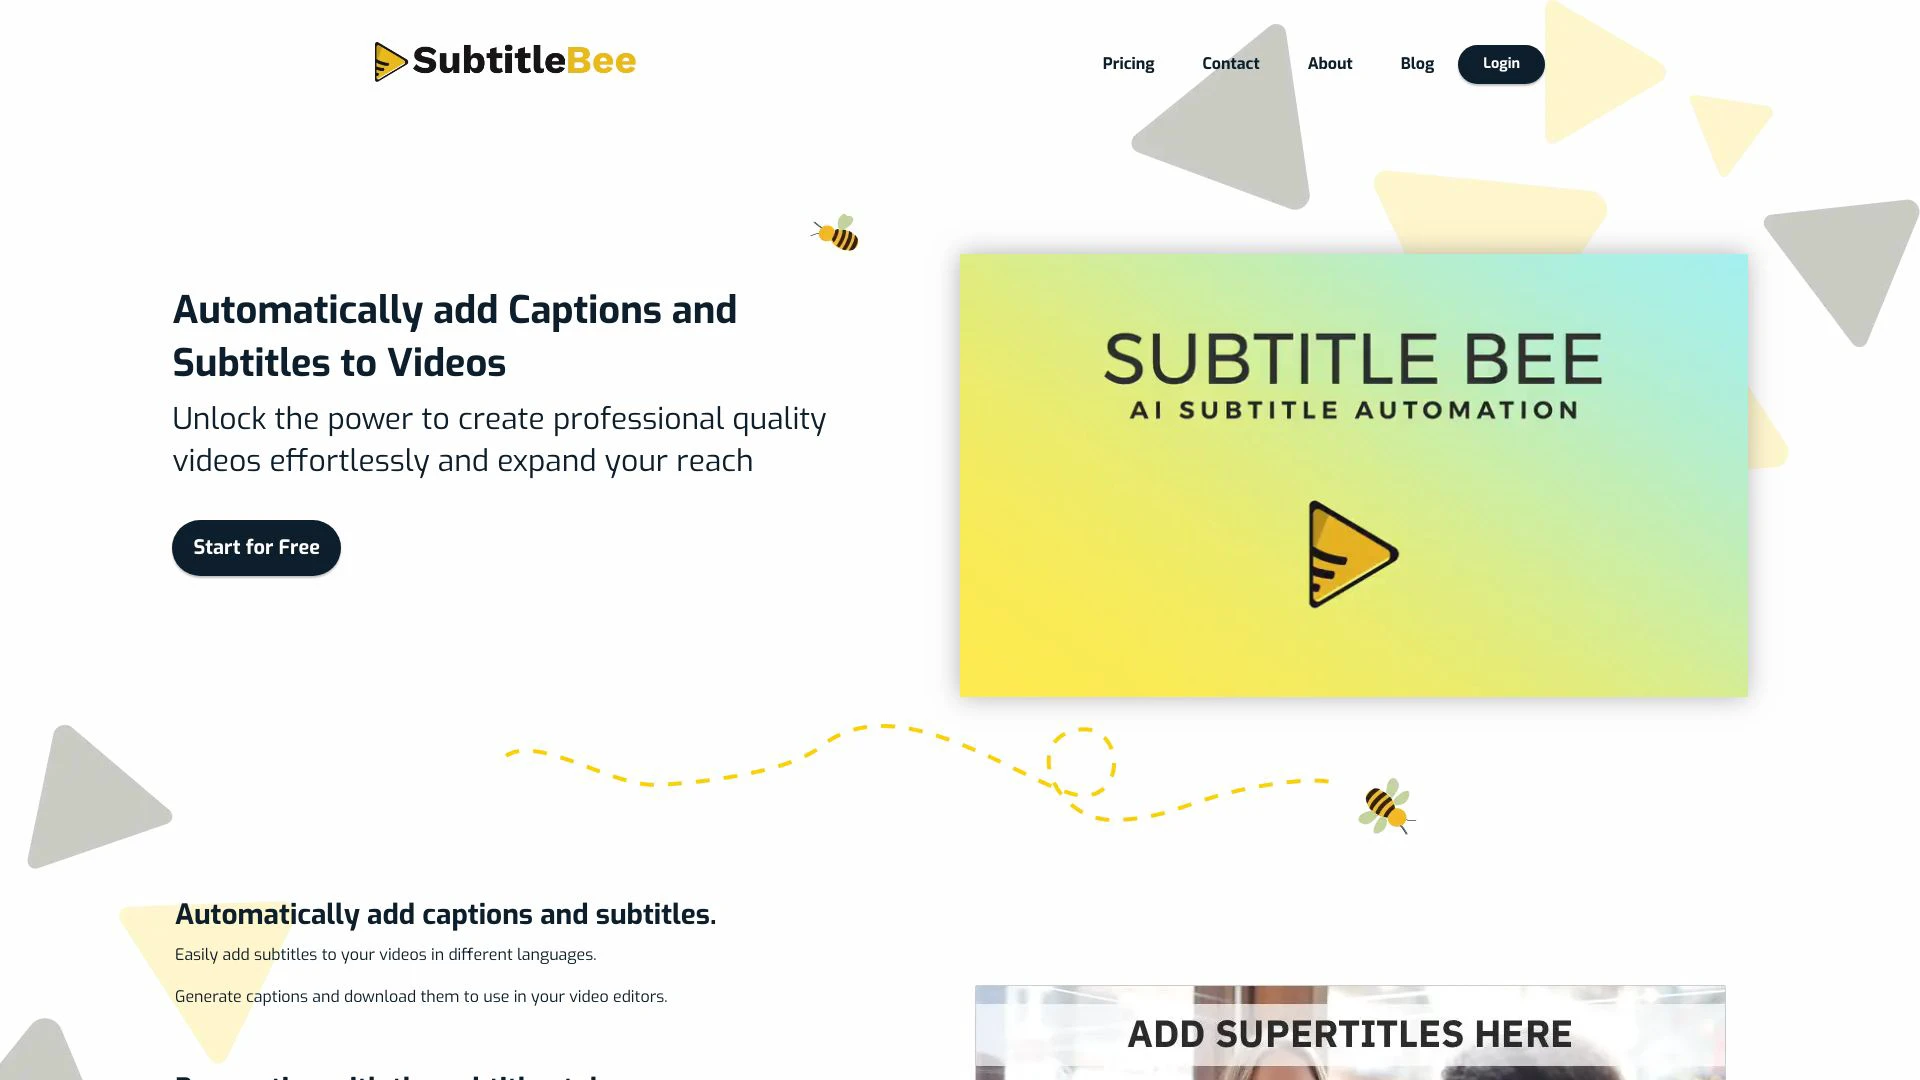 SubtitleBee
Pricing
Contact
About
Blog
Login
Automatically add Captions and
Subtitles to Videos
Unlock the power to create professional quality
videos effortlessly and expand your reach
Start for Free
SUBTITLE BEE
AI SUBTITLE AUTOMATION
Automatically add captions and subtitles.
Easily add subtitles to your videos in different languages.
Generate captions and download them to use in your video editors.
ADD SUPERTITLES HERE